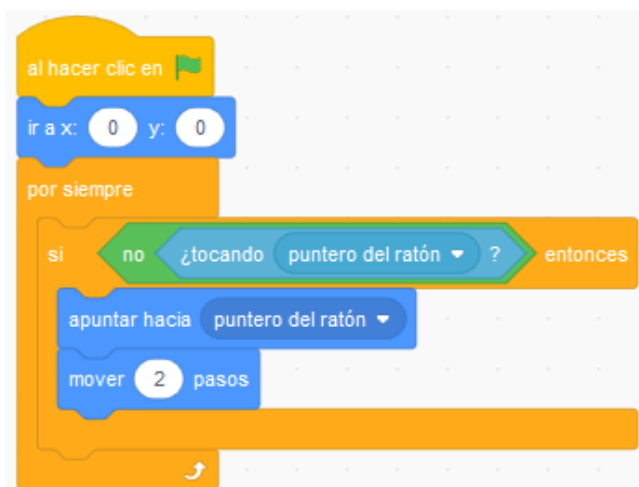 al hacer clic en
ir a x: 0 y: 0
por siempre
si no ¿tocando puntero del ratón ? entonces
apuntar hacia puntero del ratón
mover 2 pasos